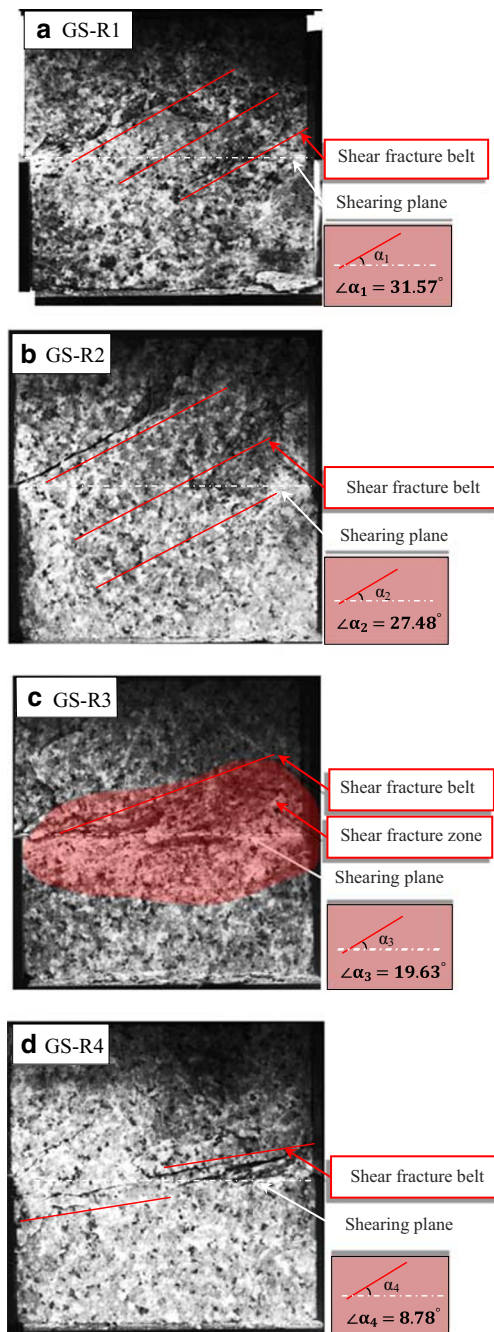 a GS-R1
Shear fracture belt
Shearing plane
α₁
∠α₁ = 31.57°
b GS-R2
Shear fracture belt
Shearing plane
α₂
∠α₂ = 27.48°
c GS-R3
Shear fracture belt
Shear fracture zone
Shearing plane
α₃
∠α₃ = 19.63°
d GS-R4
Shear fracture belt
Shearing plane
α₄
∠α₄ = 8.78°